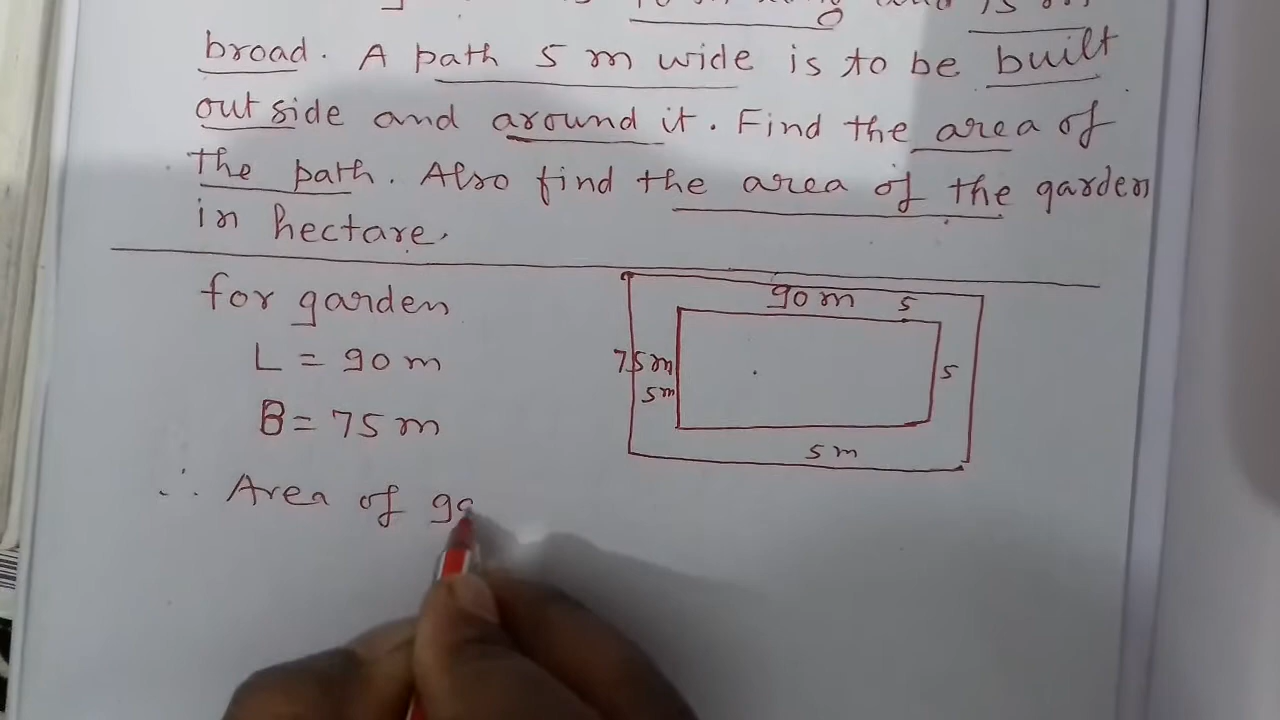 broad. A path 5 m wide is to be built
outside and around it. Find the area of
the path. Also find the area of the garden
in hectare.
for garden
L = 90 m
B = 75 m
∴ Area of ga
90 m 5
75 m
5 m
5
5 m